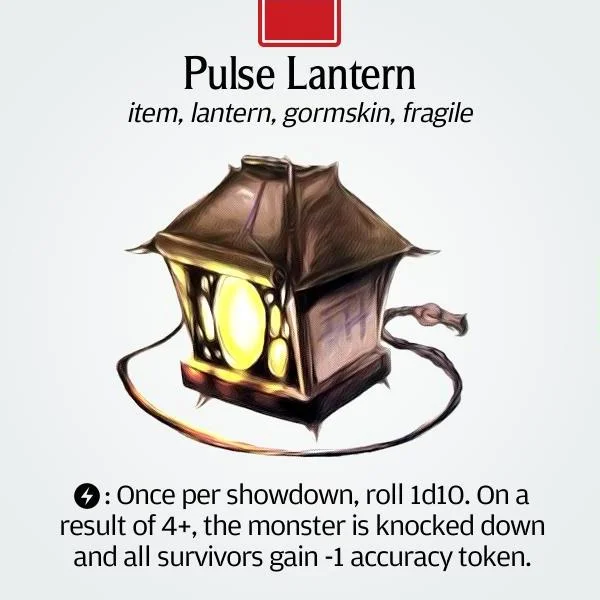 Pulse Lantern
item, lantern, gormskin, fragile
: Once per showdown, roll 1d10. On a
result of 4+, the monster is knocked down
and all survivors gain -1 accuracy token.